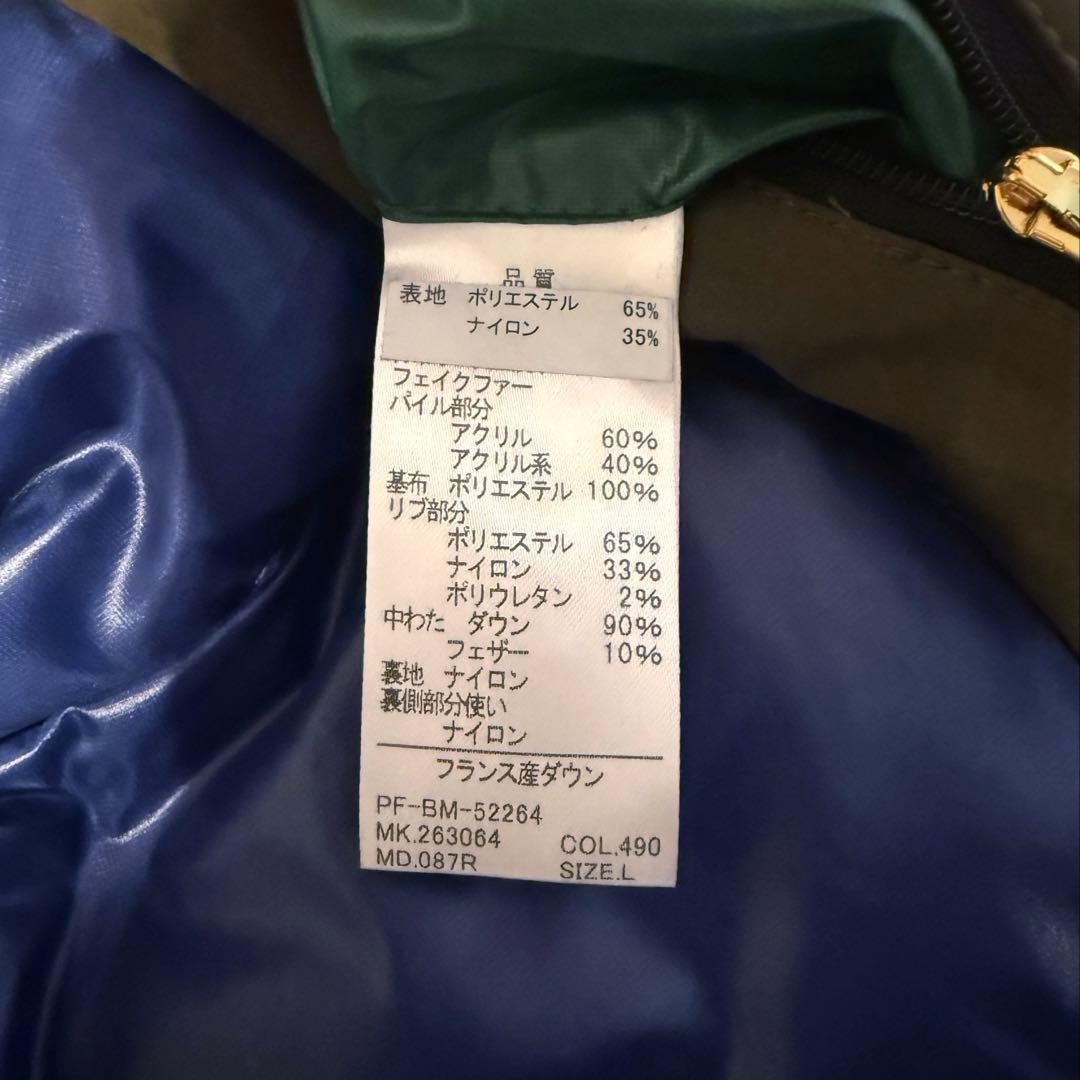 品質
表地 ポリエステル 65%
ナイロン 35%
フェイクファー
パイル部分
アクリル 60%
アクリル系 40%
基布 ポリエステル 100%
リブ部分
ポリエステル 65%
ナイロン 33%
ポリウレタン 2%
中わた ダウン 90%
フェザー 10%
裏地 ナイロン
裏側部分使い
ナイロン
フランス産ダウン
PF-BM-52264
MK.263064 COL.490
MD.087R SIZE.L